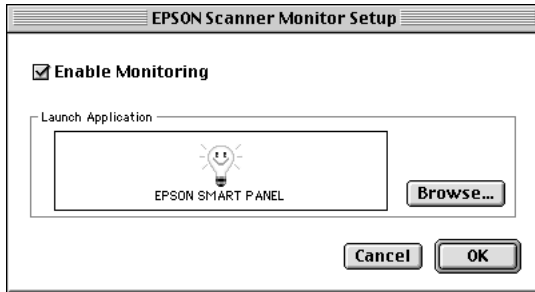 EPSON Scanner Monitor Setup
Enable Monitoring
Launch Application
EPSON SMART PANEL
Browse...
Cancel
OK